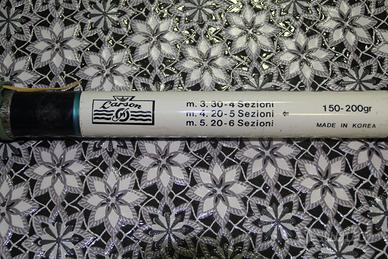 Carson
m. 3.30-4 Sezioni
m. 4.20-5 Sezioni ⇐
m. 5.20-6 Sezioni
150-200gr
MADE IN KOREA